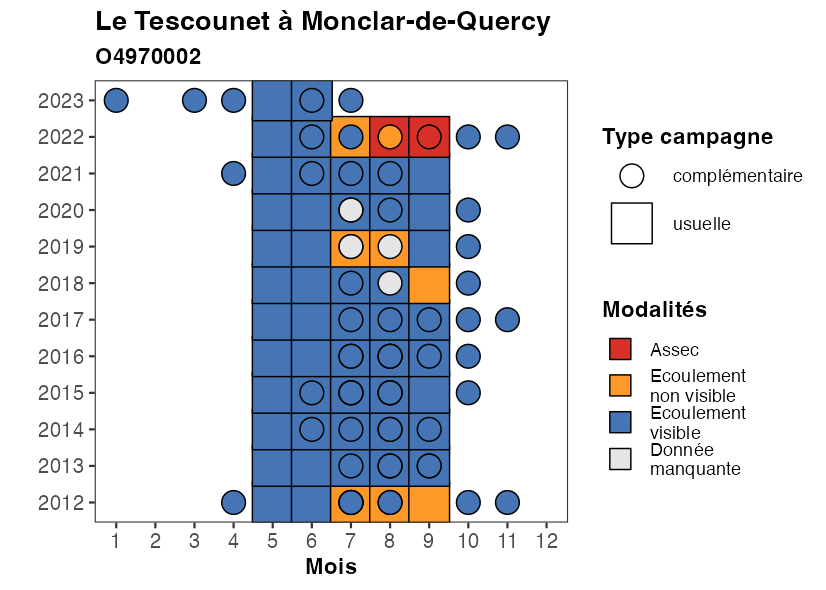 Le Tescounet à Monclar-de-Quercy
O4970002
2023
2022
2021
2020
2019
2018
2017
2016
2015
2014
2013
2012
1 2 3 4 5 6 7 8 9 10 11 12
Mois
Type campagne
complémentaire
usuelle
Modalités
Assec
Ecoulement
non visible
Ecoulement
visible
Donnée
manquante